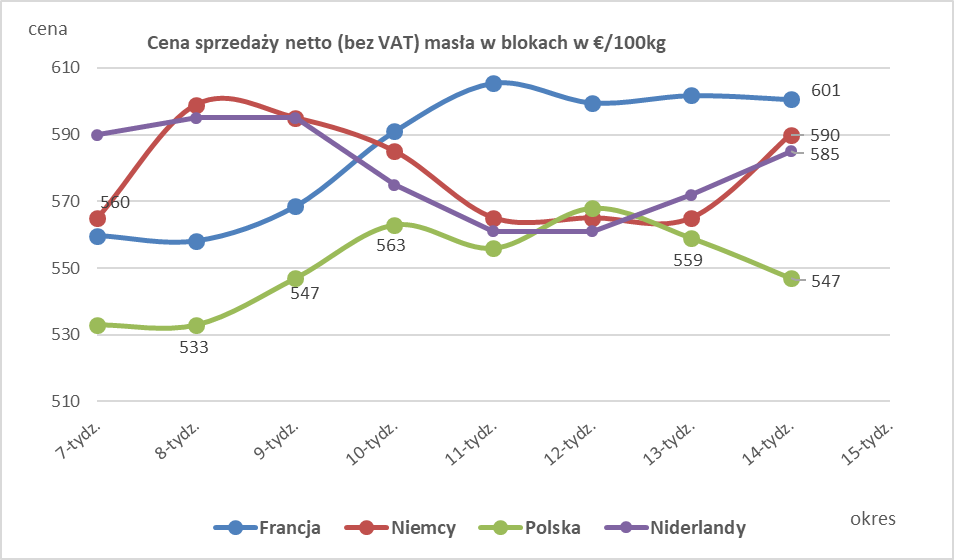 cena
Cena sprzedaży netto (bez VAT) masła w blokach w €/100kg
610
590
570
550
530
510
601
590
585
560
563
559
547
547
533
7-tydz.
8-tydz.
9-tydz.
10-tydz.
11-tydz.
12-tydz.
13-tydz.
14-tydz.
15-tydz.
okres
Francja
Niemcy
Polska
Niderlandy